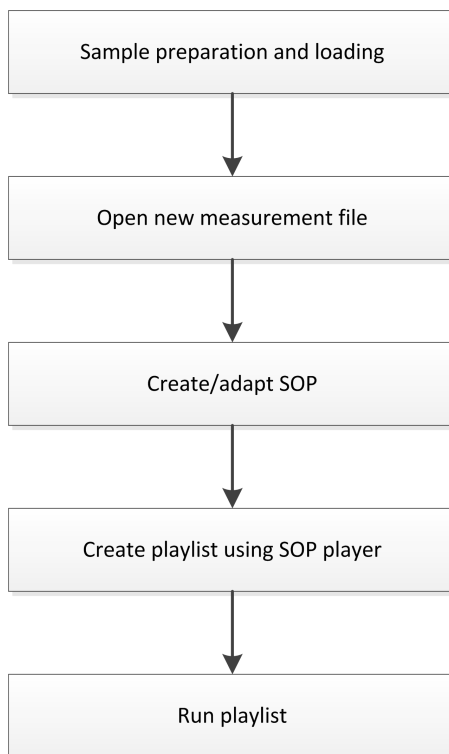 Sample preparation and loading
Open new measurement file
Create/adapt SOP
Create playlist using SOP player
Run playlist